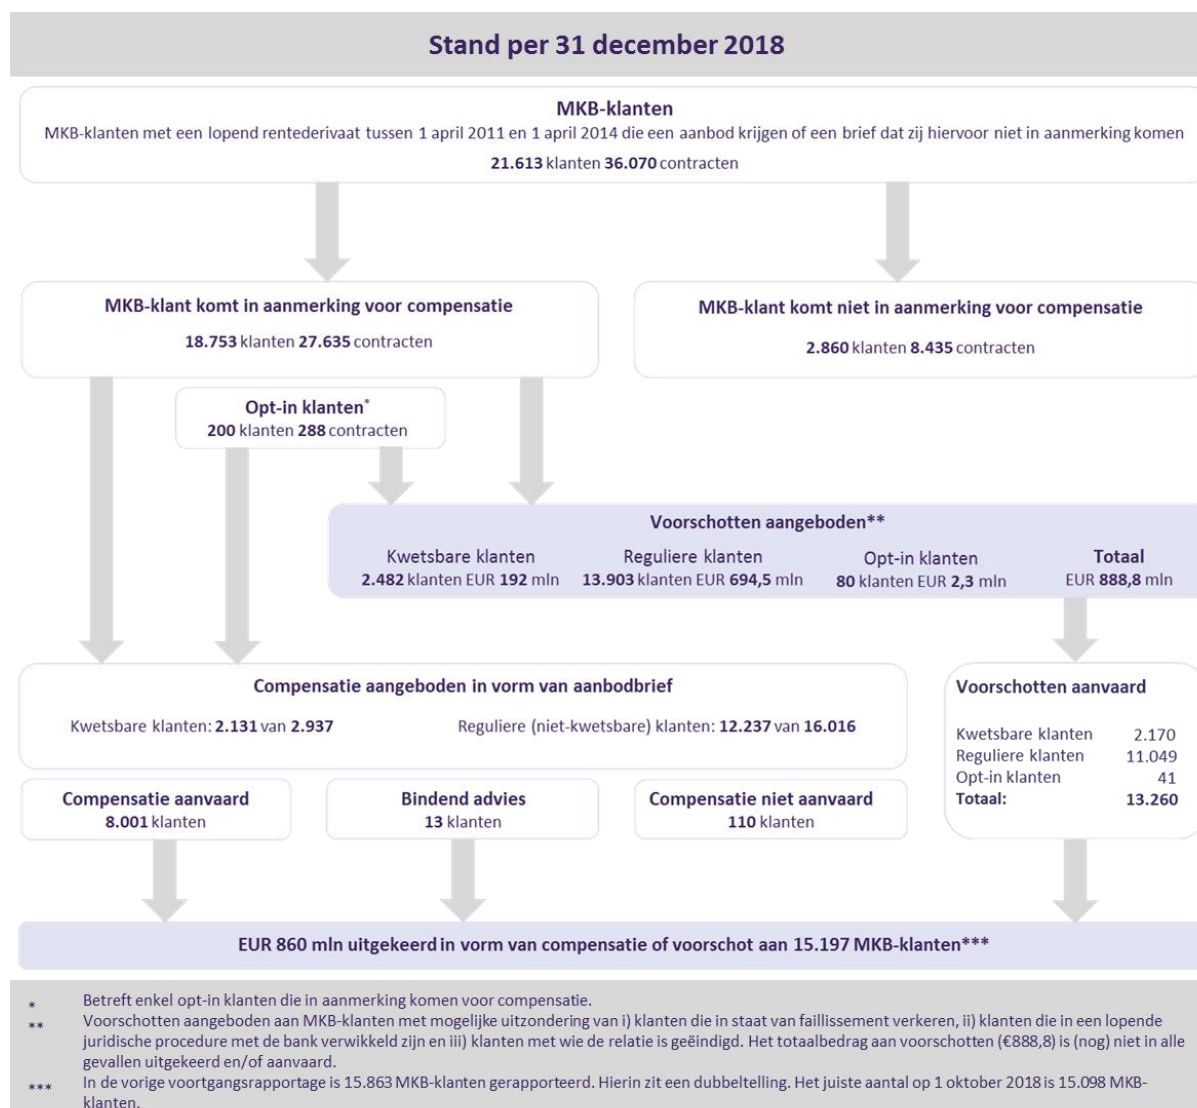 Stand per 31 december 2018
MKB-klanten
MKB-klanten met een lopend rentederivaat tussen 1 april 2011 en 1 april 2014 die een aanbod krijgen of een brief dat zij hiervoor niet in aanmerking komen
21.613 klanten 36.070 contracten
MKB-klant komt in aanmerking voor compensatie
18.753 klanten 27.635 contracten
MKB-klant komt niet in aanmerking voor compensatie
2.860 klanten 8.435 contracten
Opt-in klanten*
200 klanten 288 contracten
Voorschotten aangeboden**
Kwetsbare klanten
2.482 klanten EUR 192 mln
Reguliere klanten
13.903 klanten EUR 694,5 mln
Opt-in klanten
80 klanten EUR 2,3 mln
Totaal
EUR 888,8 mln
Compensatie aangeboden in vorm van aanbodbrief
Kwetsbare klanten: 2.131 van 2.937
Reguliere (niet-kwetsbare) klanten: 12.237 van 16.016
Voorschotten aanvaard
Kwetsbare klanten 2.170
Reguliere klanten 11.049
Opt-in klanten 41
Totaal: 13.260
Compensatie aanvaard
8.001 klanten
Bindend advies
13 klanten
Compensatie niet aanvaard
110 klanten
EUR 860 mln uitgekeerd in vorm van compensatie of voorschot aan 15.197 MKB-klanten***
* Betreft enkel opt-in klanten die in aanmerking komen voor compensatie.
** Voorschotten aangeboden aan MKB-klanten met mogelijke uitzondering van i) klanten die in staat van faillissement verkeren, ii) klanten die in een lopende
juridische procedure met de bank verwikkeld zijn en iii) klanten met wie de relatie is geëindigd. Het totaalbedrag aan voorschotten (€888,8) is (nog) niet in alle
gevallen uitgekeerd en/of aanvaard.
*** In de vorige voortgangsrapportage is 15.863 MKB-klanten gerapporteerd. Hierin zit een dubbeltelling. Het juiste aantal op 1 oktober 2018 is 15.098 MKB-
klanten.